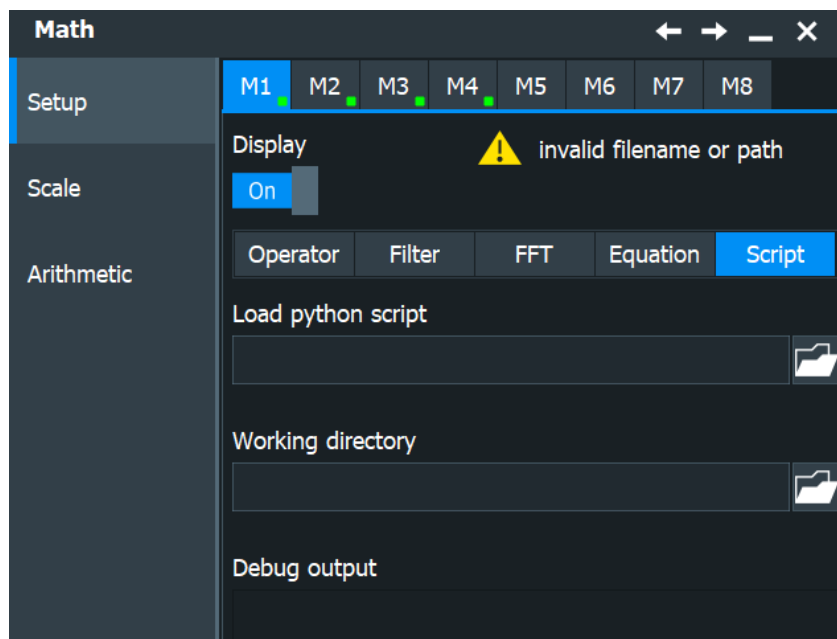 Math
Setup
Scale
Arithmetic
M1 M2 M3 M4 M5 M6 M7 M8
Display
invalid filename or path
On
Operator Filter FFT Equation Script
Load python script
Working directory
Debug output